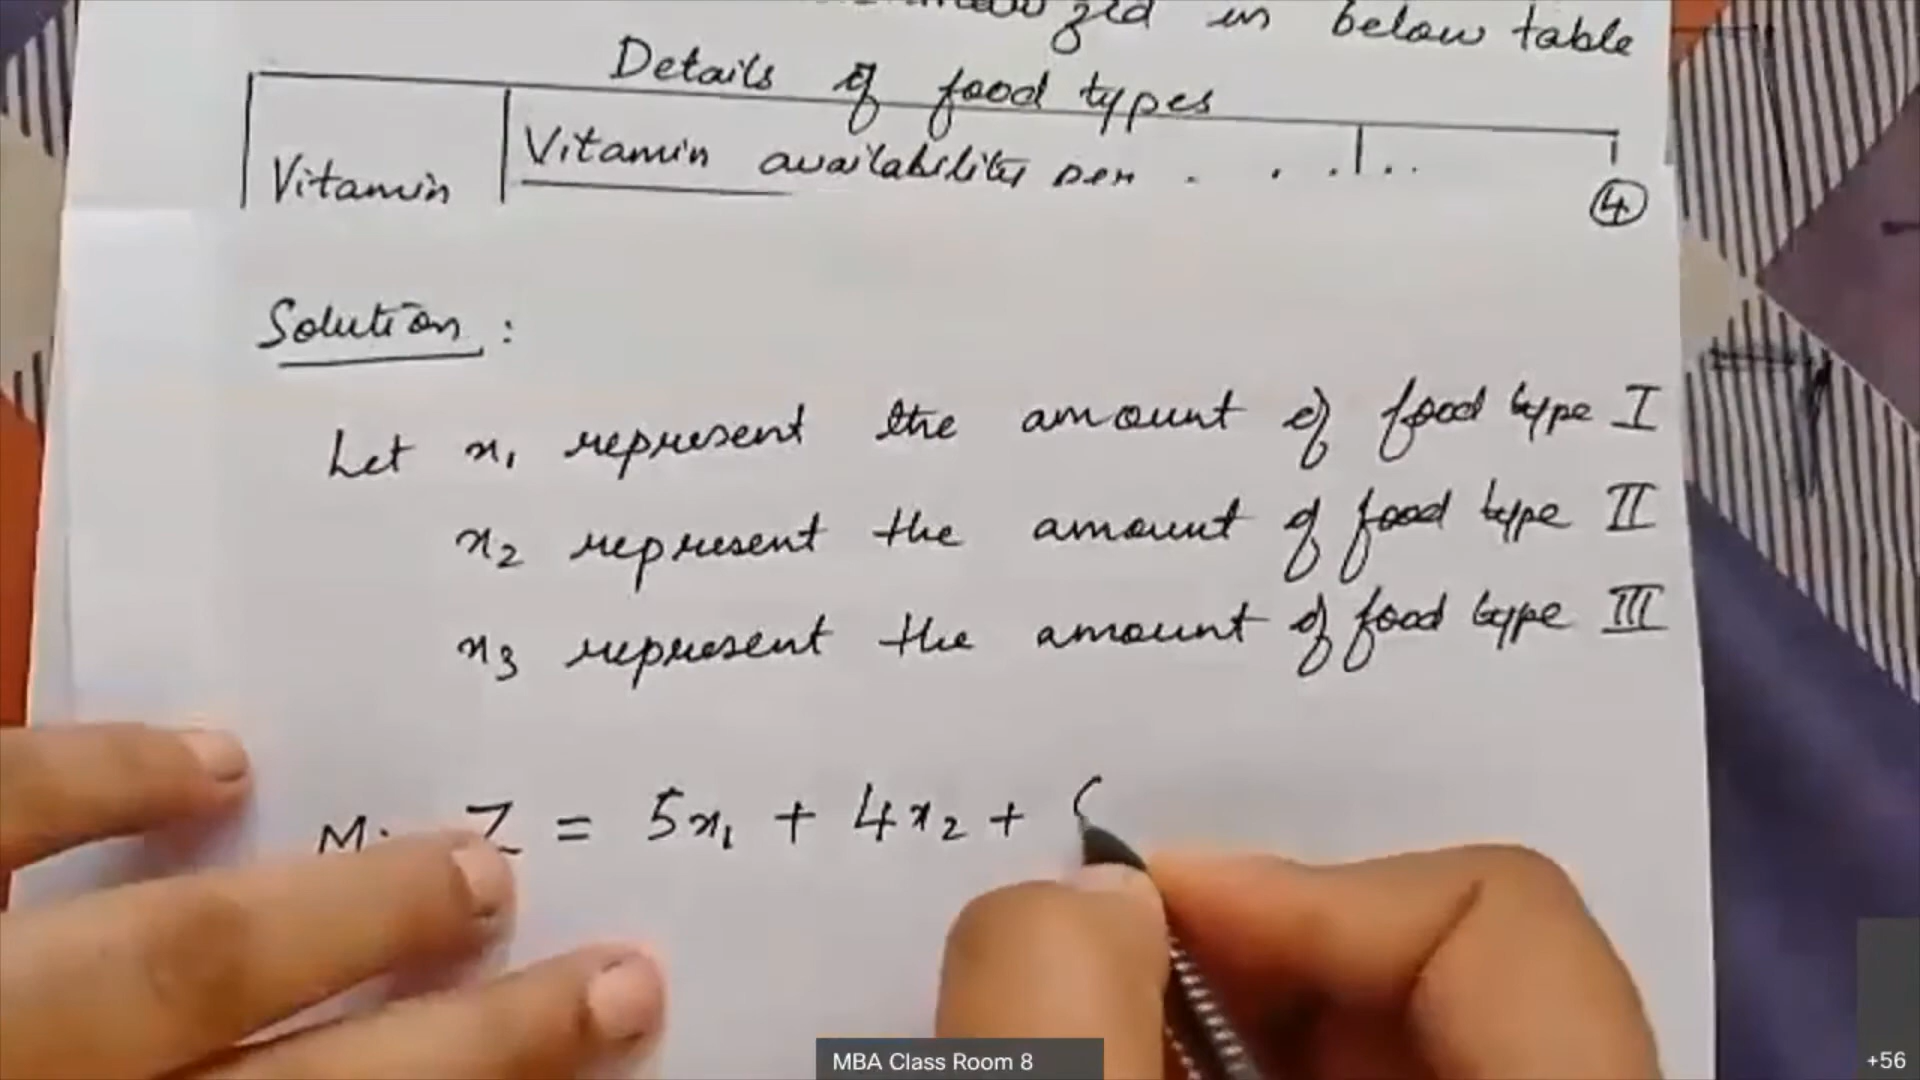 in below table
Details of food types
Vitamin
Vitamin availability per . . . . .
4
Solution :
Let x1 represent the amount of food type I
x2 represent the amount of food type II
x3 represent the amount of food type III
Z = 5x1 + 4x2 +
MBA Class Room 8
+56